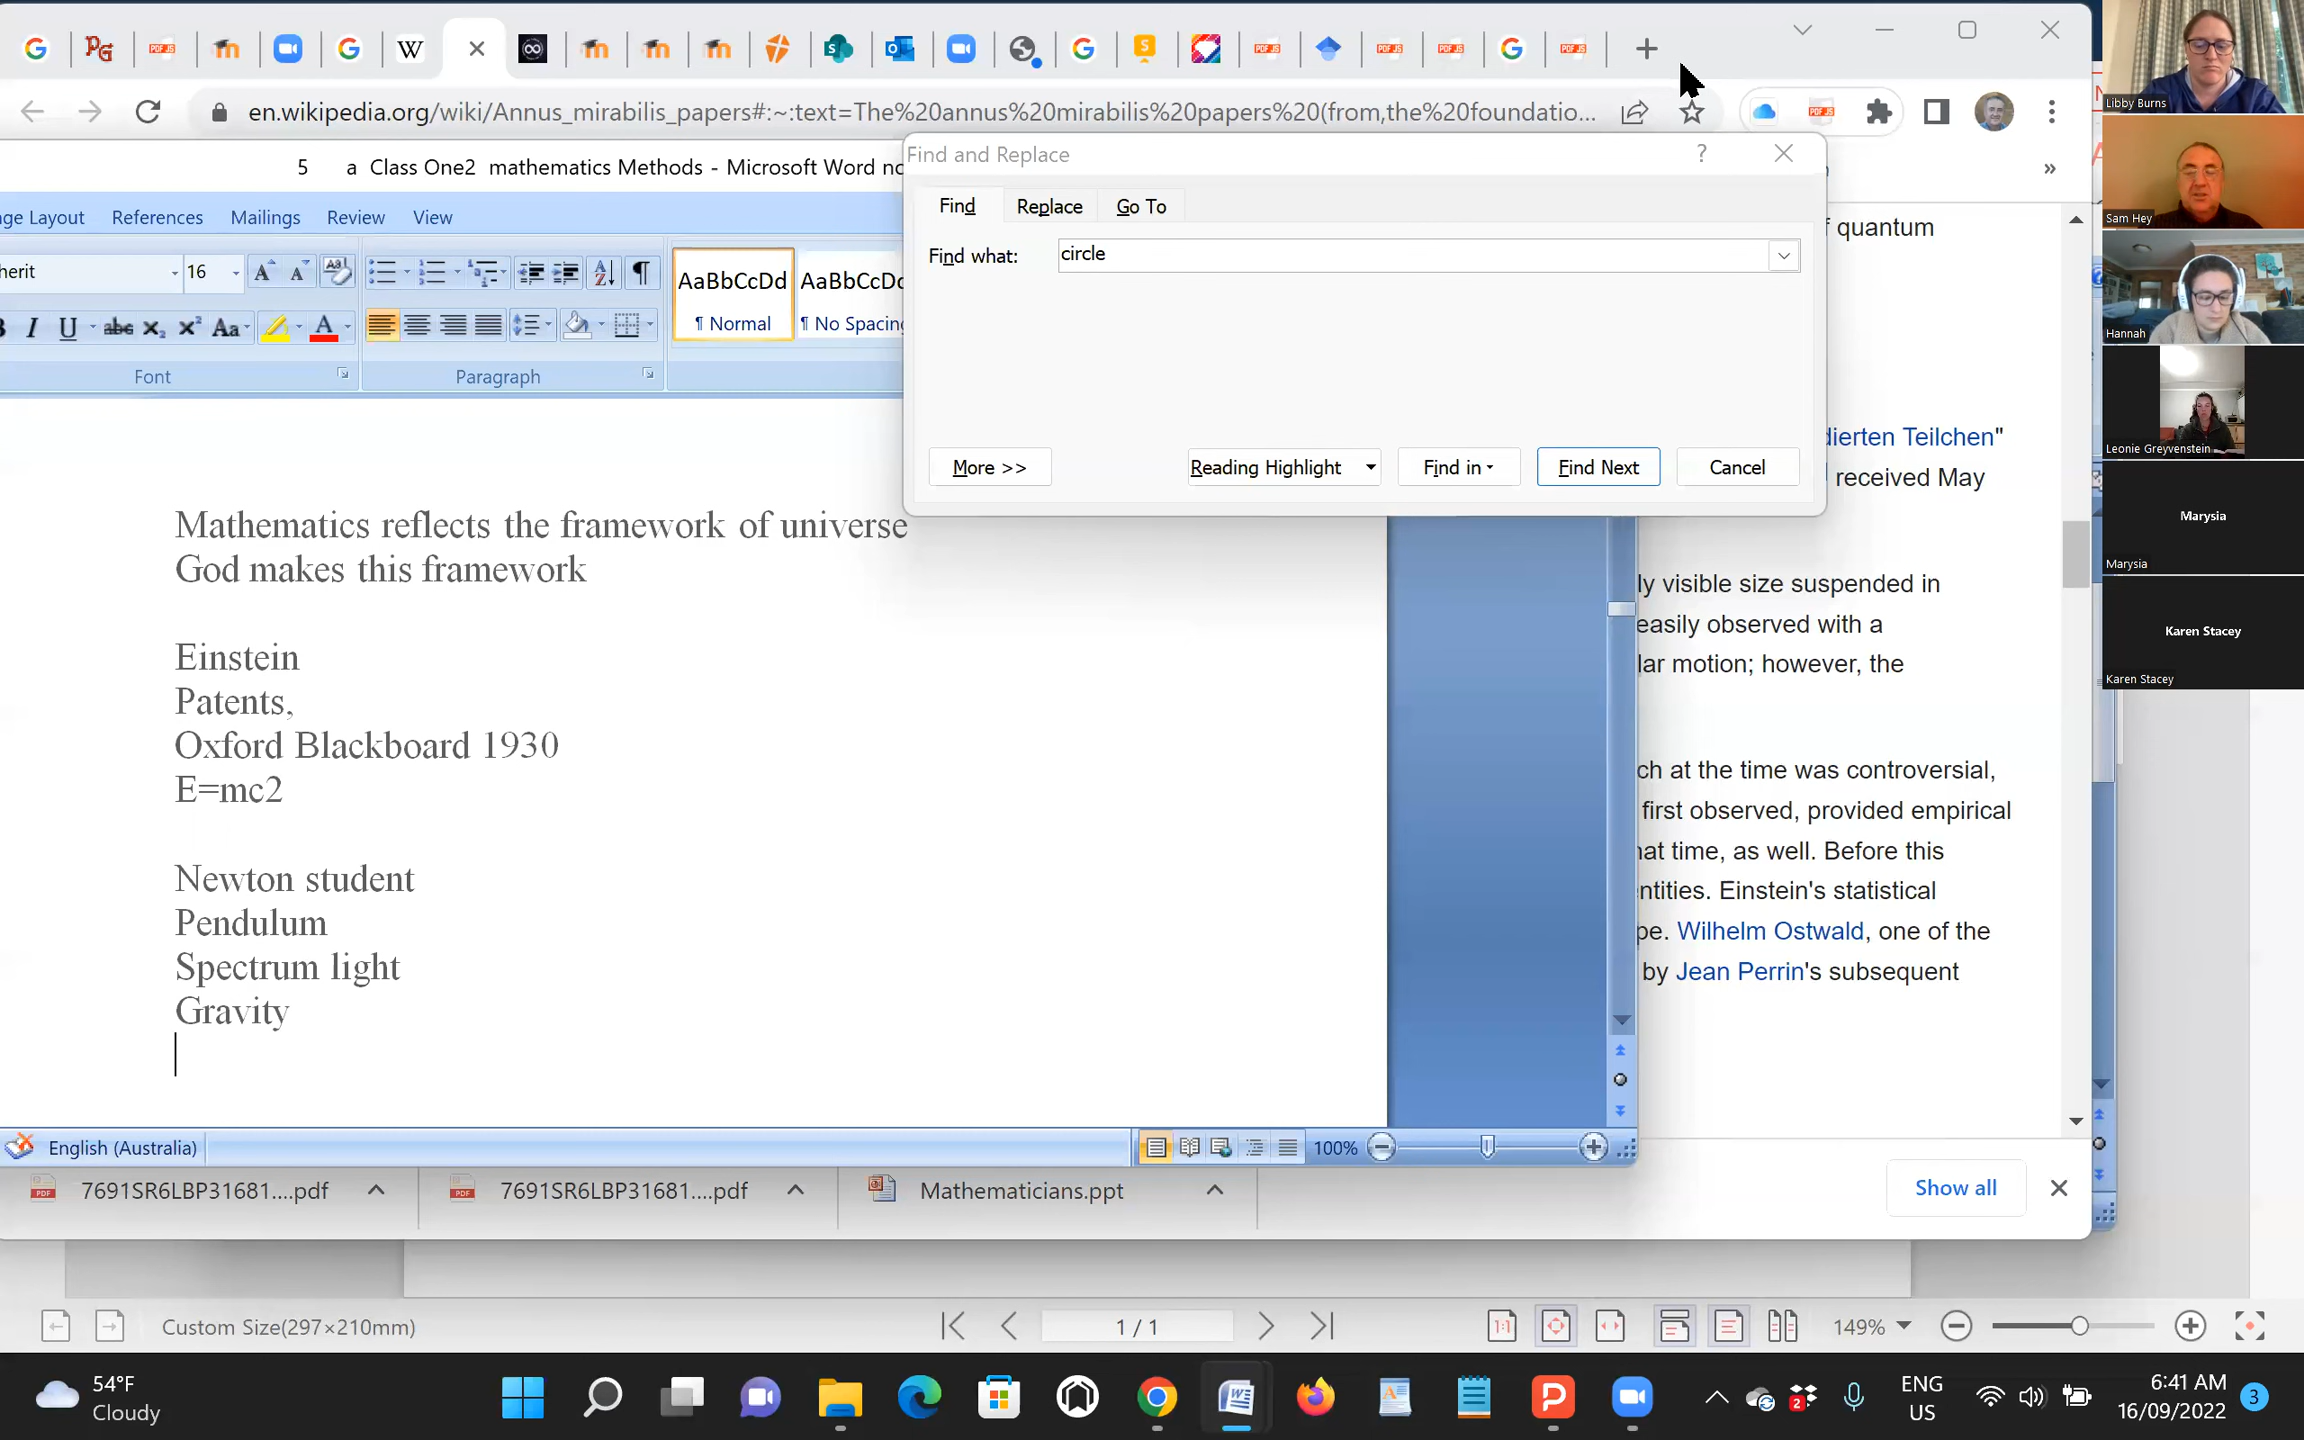 en.wikipedia.org/wiki/Annus_mirabilis_papers#:~:text=The%20annus%20mirabilis%20papers%20(from,the%20foundatio...
5 a Class One2 mathematics Methods - Microsoft Word
Find and Replace
Layout References Mailings Review View
Find Replace Go To
Find what: circle
16
AaBbCcDd
¶ Normal
¶ No Spacing
Font
Paragraph
More >> Reading Highlight Find in Find Next Cancel
quantum
dierten Teilchen"
received May
ly visible size suspended in
easily observed with a
lar motion; however, the
ch at the time was controversial,
first observed, provided empirical
hat time, as well. Before this
entities. Einstein's statistical
pe. Wilhelm Ostwald, one of the
by Jean Perrin's subsequent
Mathematics reflects the framework of universe
God makes this framework
Einstein
Patents,
Oxford Blackboard 1930
E=mc2
Newton student
Pendulum
Spectrum light
Gravity
English (Australia)
100%
7691SR6LBP31681....pdf
7691SR6LBP31681....pdf
Mathematicians.ppt
Show all
Custom Size(297×210mm)
1 / 1
149%
54°F
Cloudy
ENG
US
6:41 AM
16/09/2022
3
Libby Burns
Sam Hey
Hannah
Leonie Greyvenstein
Marysia
Marysia
Karen Stacey
Karen Stacey